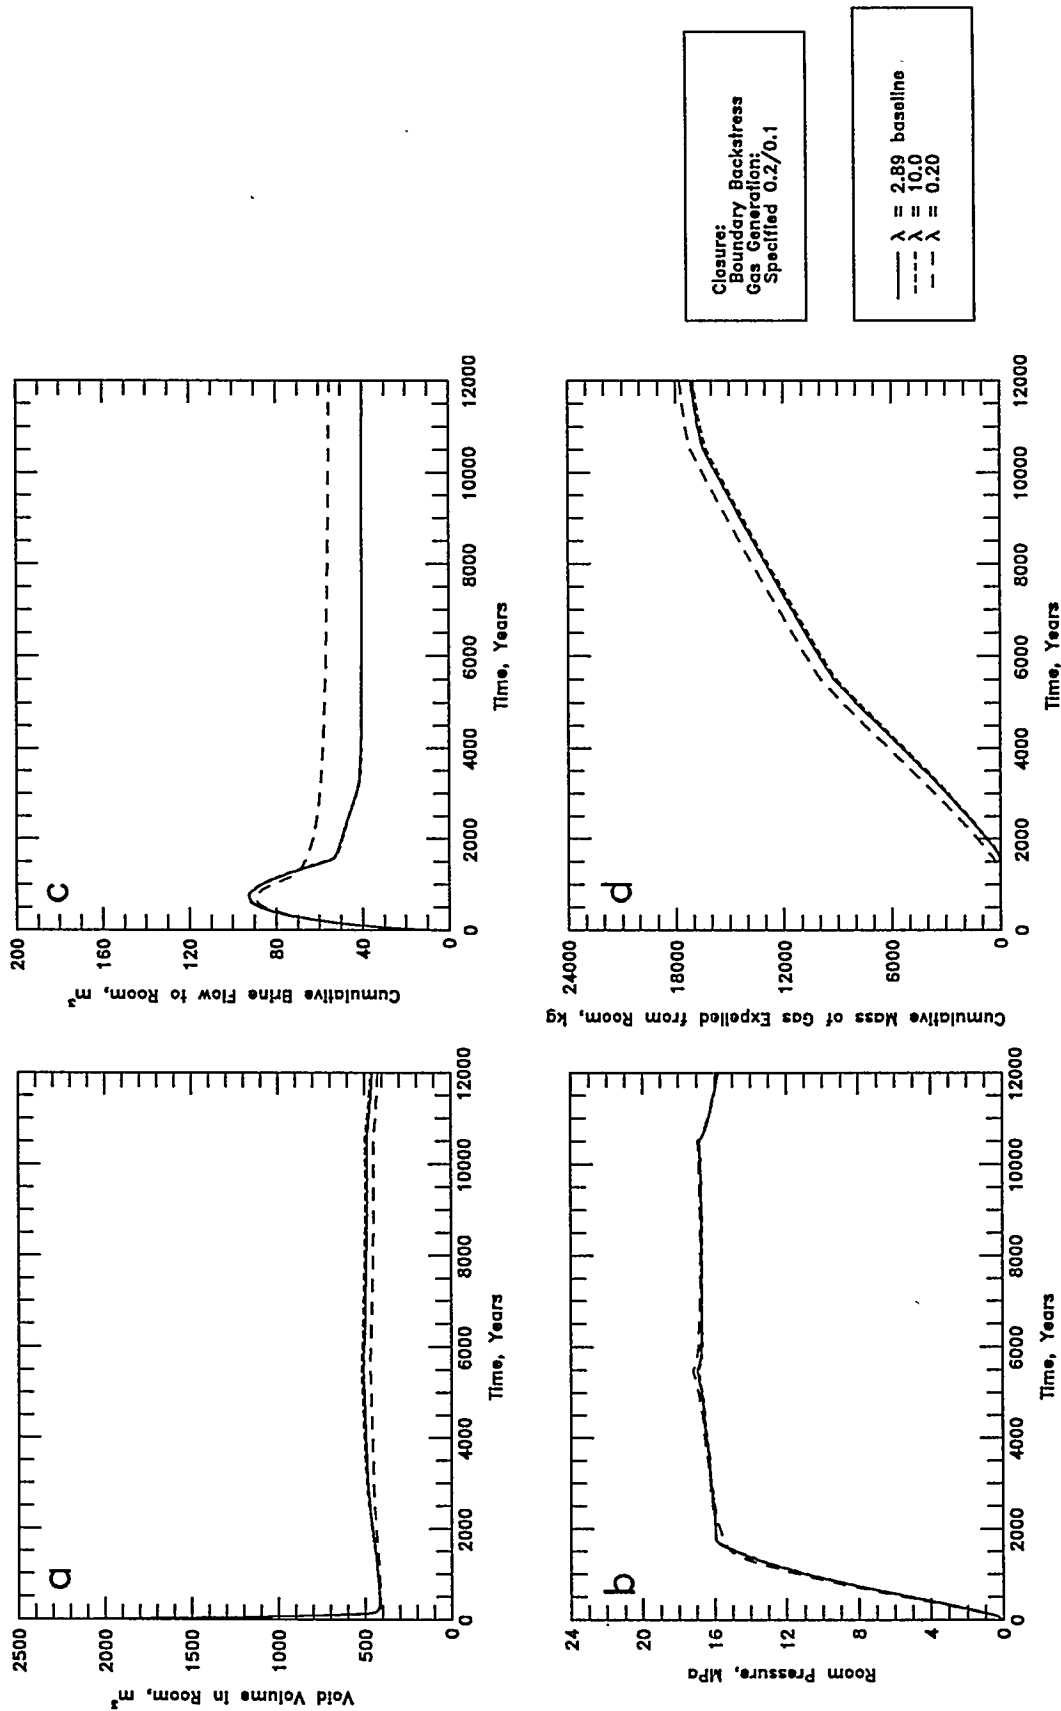 a
2500
2000
1500
1000
500
0
Void Volume in Room, m³
0 2000 4000 6000 8000 10000 12000
Time, Years
c
200
160
120
80
40
0
Cumulative Brine Flow to Room, m³
0 2000 4000 6000 8000 10000 12000
Time, Years
b
24
20
16
12
8
4
0
Room Pressure, MPa
0 2000 4000 6000 8000 10000 12000
Time, Years
d
24000
18000
12000
6000
0
Cumulative Mass of Gas Expelled from Room, kg
0 2000 4000 6000 8000 10000 12000
Time, Years
Closure:
Boundary Backstress
Gas Generation:
Specified 0.2/0.1
λ = 2.89 baseline
λ = 10.0
λ = 0.20